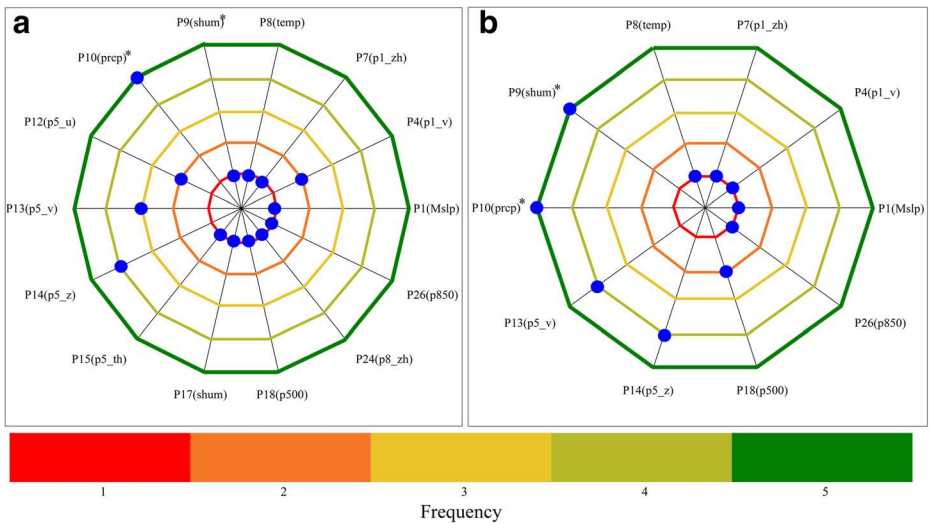 a
P9(shum)*
P8(temp)
P10(prcp)*
P7(p1_zh)
P12(p5_u)
P4(p1_v)
P13(p5_v)
P1(Mslp)
P14(p5_z)
P26(p850)
P15(p5_th)
P24(p8_zh)
P17(shum)
P18(p500)
b
P8(temp)
P7(p1_zh)
P9(shum)*
P4(p1_v)
P10(prcp)*
P1(Mslp)
P13(p5_v)
P26(p850)
P14(p5_z)
P18(p500)
1 2 3 4 5
Frequency